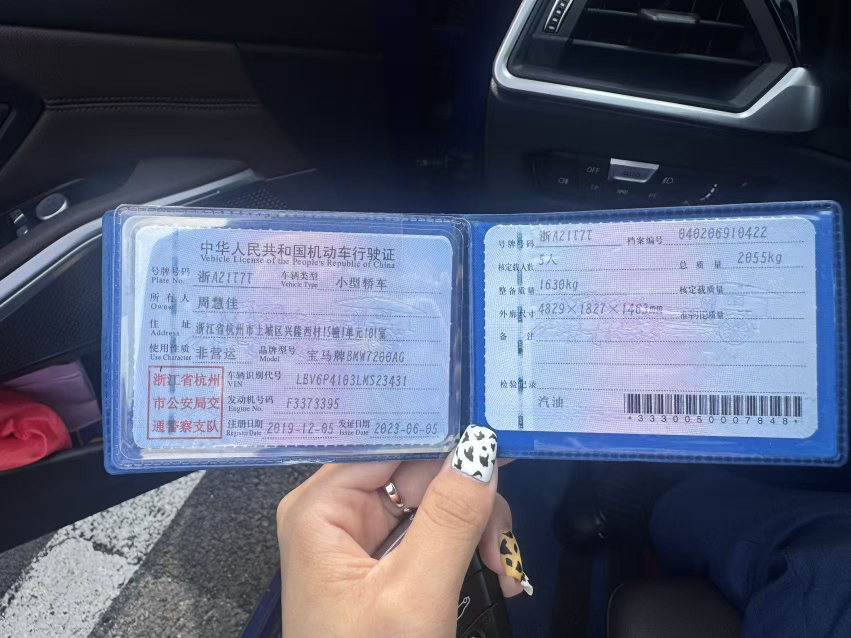 中华人民共和国机动车行驶证
Vehicle License of the People's Republic of China
号牌号码 浙A21T7T 车辆类型 小型轿车
Plate No. Vehicle Type
所有人 周慧佳
Owner
住址 浙江省杭州市上城区兴隆西村15幢1单元101室
Address
使用性质 非营运 品牌型号 宝马牌BMW7200AG
Use Character Model
浙江省杭州
市公安局交
通警察支队
车辆识别代号 LBV6P4103LMS23431
VIN
发动机号码 F3373395
Engine No.
注册日期 2019-12-05 发证日期 2023-06-05
Register Date Issue Date
号牌号码 浙A21T7T 档案编号 040206910422
核定载人数 5人 总质量 2055kg
整备质量 1630kg 核定载质量
外廓尺寸 4829×1827×1463mm 准牵引总质量
备注
检验记录
汽油
*3330050007848*
OFF